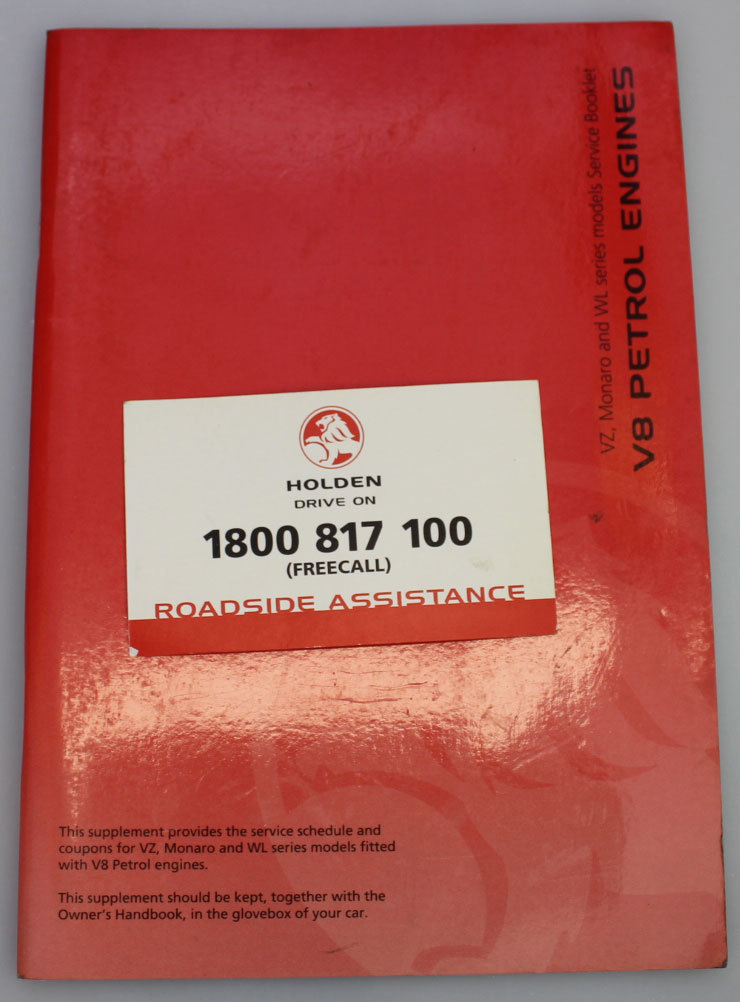 VZ, Monaro and WL series models Service Booklet
V8 PETROL ENGINES
HOLDEN
DRIVE ON
1800 817 100
(FREECALL)
ROADSIDE ASSISTANCE
This supplement provides the service schedule and
coupons for VZ, Monaro and WL series models fitted
with V8 Petrol engines.
This supplement should be kept, together with the
Owner's Handbook, in the glovebox of your car.